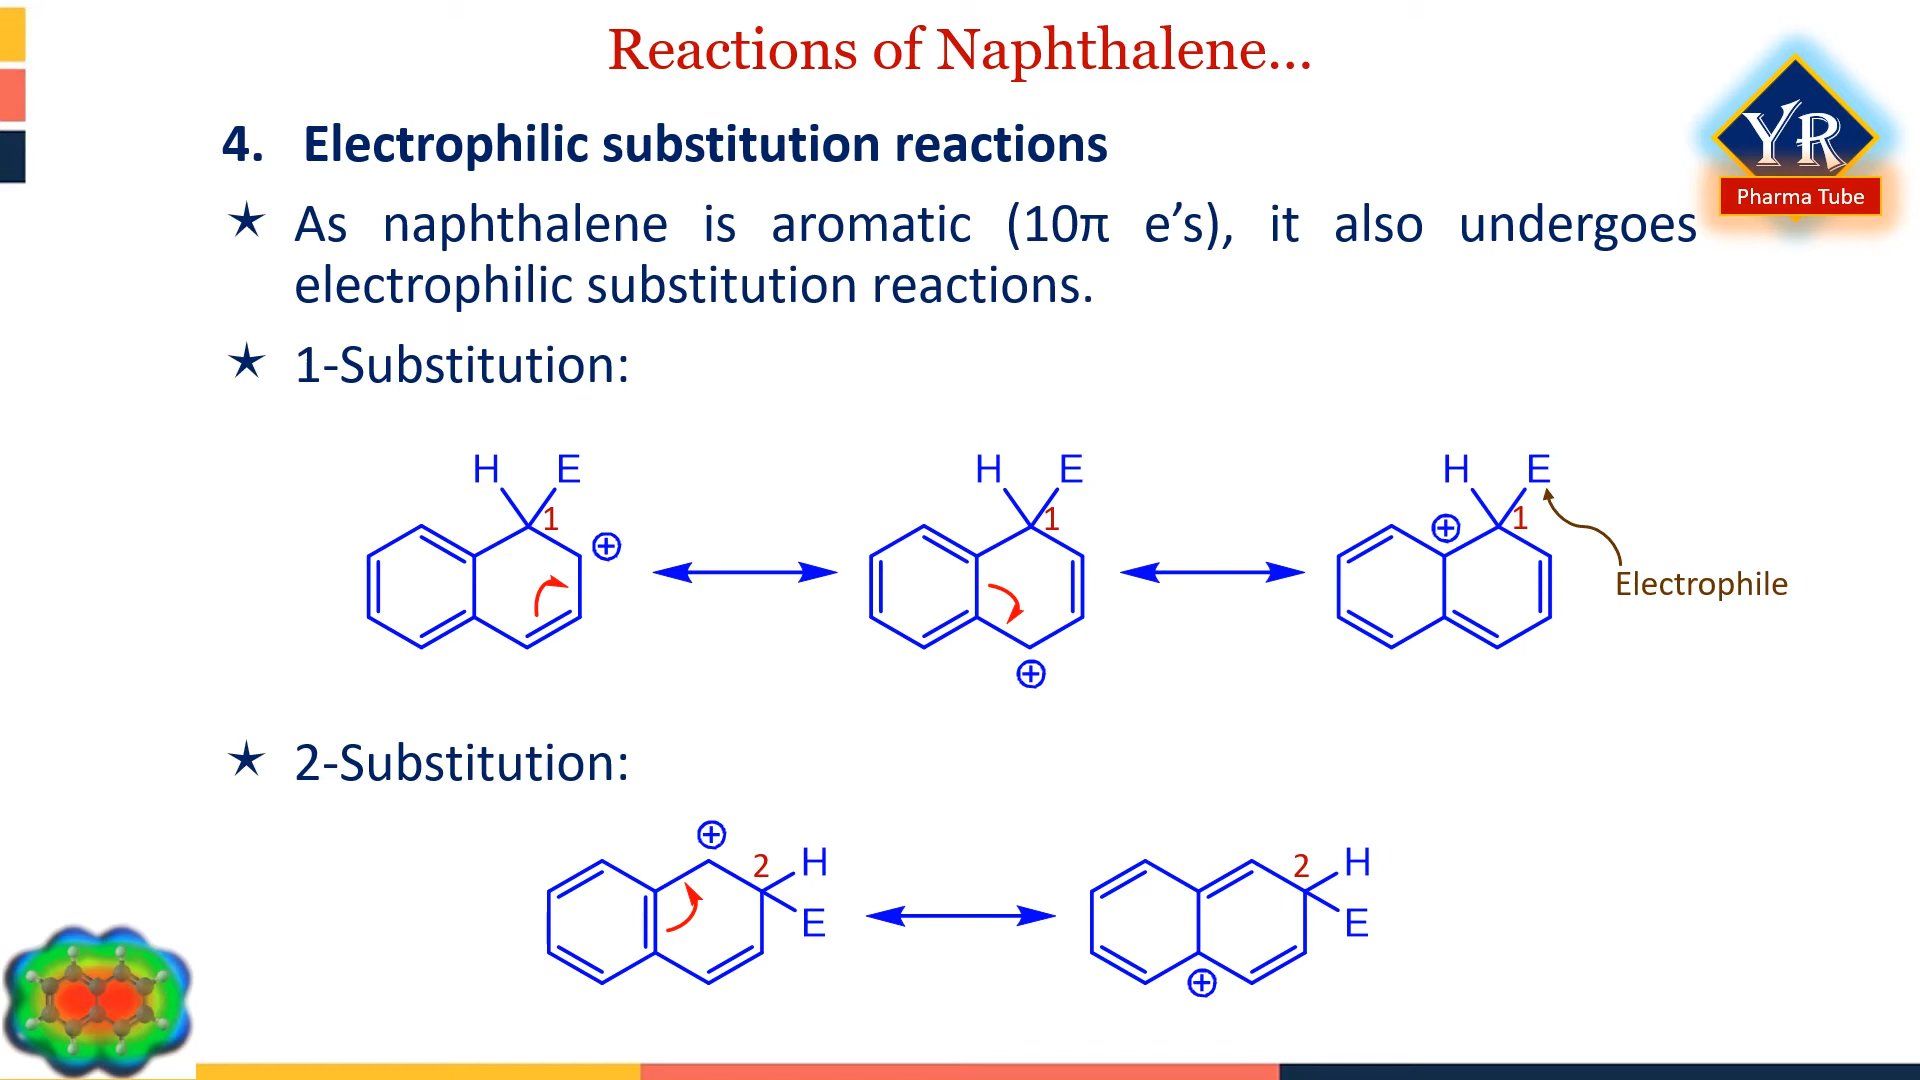 Reactions of Naphthalene...
YR
Pharma Tube
4. Electrophilic substitution reactions
★ As naphthalene is aromatic (10π e’s), it also undergoes
electrophilic substitution reactions.
★ 1-Substitution:
H E H E H E
1 ⊕ 1 ⊕ 1
Electrophile
⊕
★ 2-Substitution:
⊕
2 H 2 H
E E
⊕